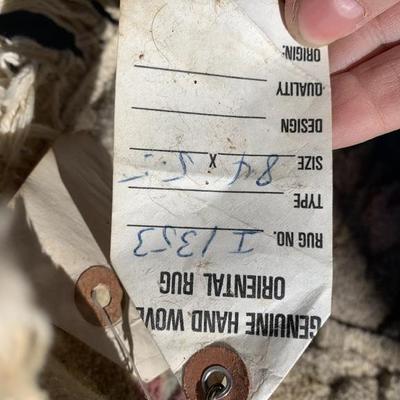 GENUINE HAND WOVE
ORIENTAL RUG
RUG NO.
TYPE
SIZE X
DESIGN
QUALITY
ORIGIN: